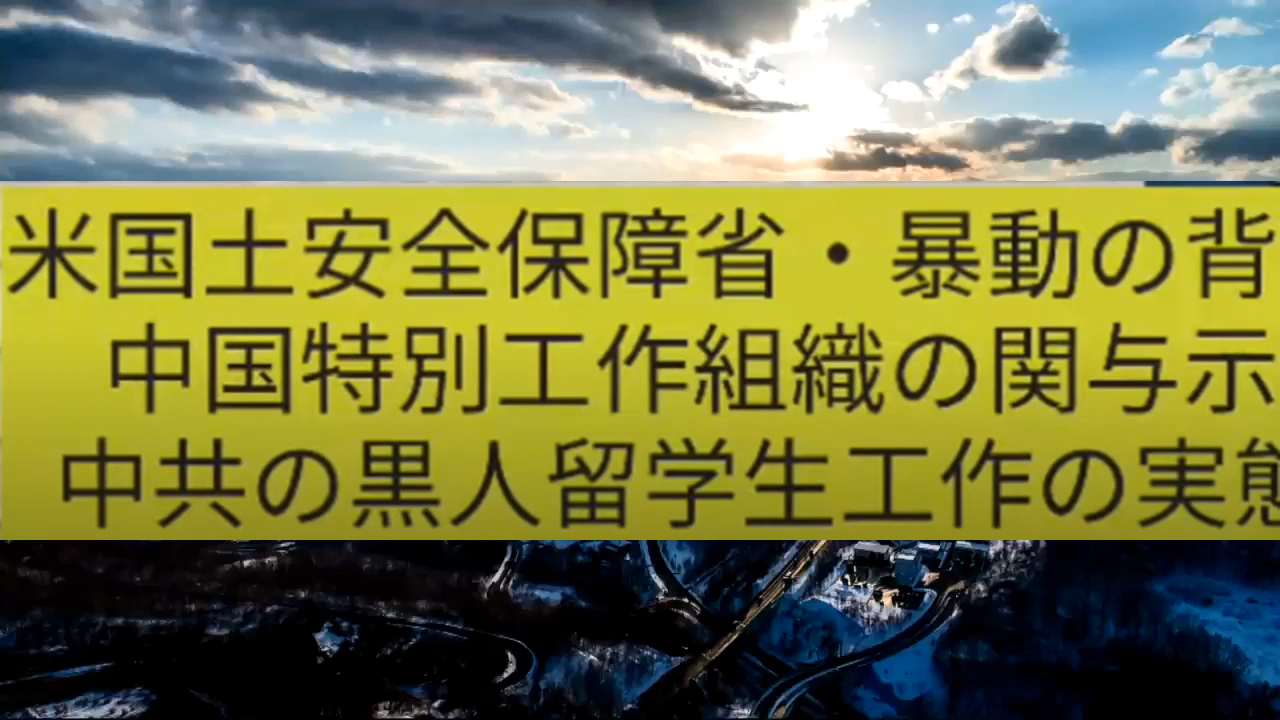 米国土安全保障省・暴動の背
中国特別工作組織の関与示
中共の黒人留学生工作の実態